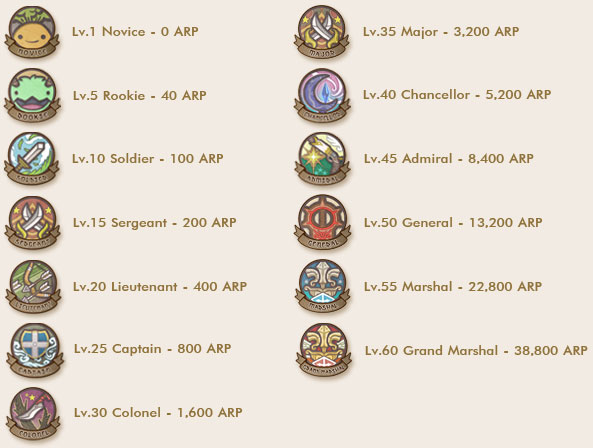 NOVICE
Lv.1 Novice - 0 ARP
ROOKIE
Lv.5 Rookie - 40 ARP
SOLDIER
Lv.10 Soldier - 100 ARP
SERGEANT
Lv.15 Sergeant - 200 ARP
LIEUTENANT
Lv.20 Lieutenant - 400 ARP
CAPTAIN
Lv.25 Captain - 800 ARP
COLONEL
Lv.30 Colonel - 1,600 ARP
MAJOR
Lv.35 Major - 3,200 ARP
CHANCELLOR
Lv.40 Chancellor - 5,200 ARP
ADMIRAL
Lv.45 Admiral - 8,400 ARP
GENERAL
Lv.50 General - 13,200 ARP
MARSHAL
Lv.55 Marshal - 22,800 ARP
GRAND MARSHAL
Lv.60 Grand Marshal - 38,800 ARP